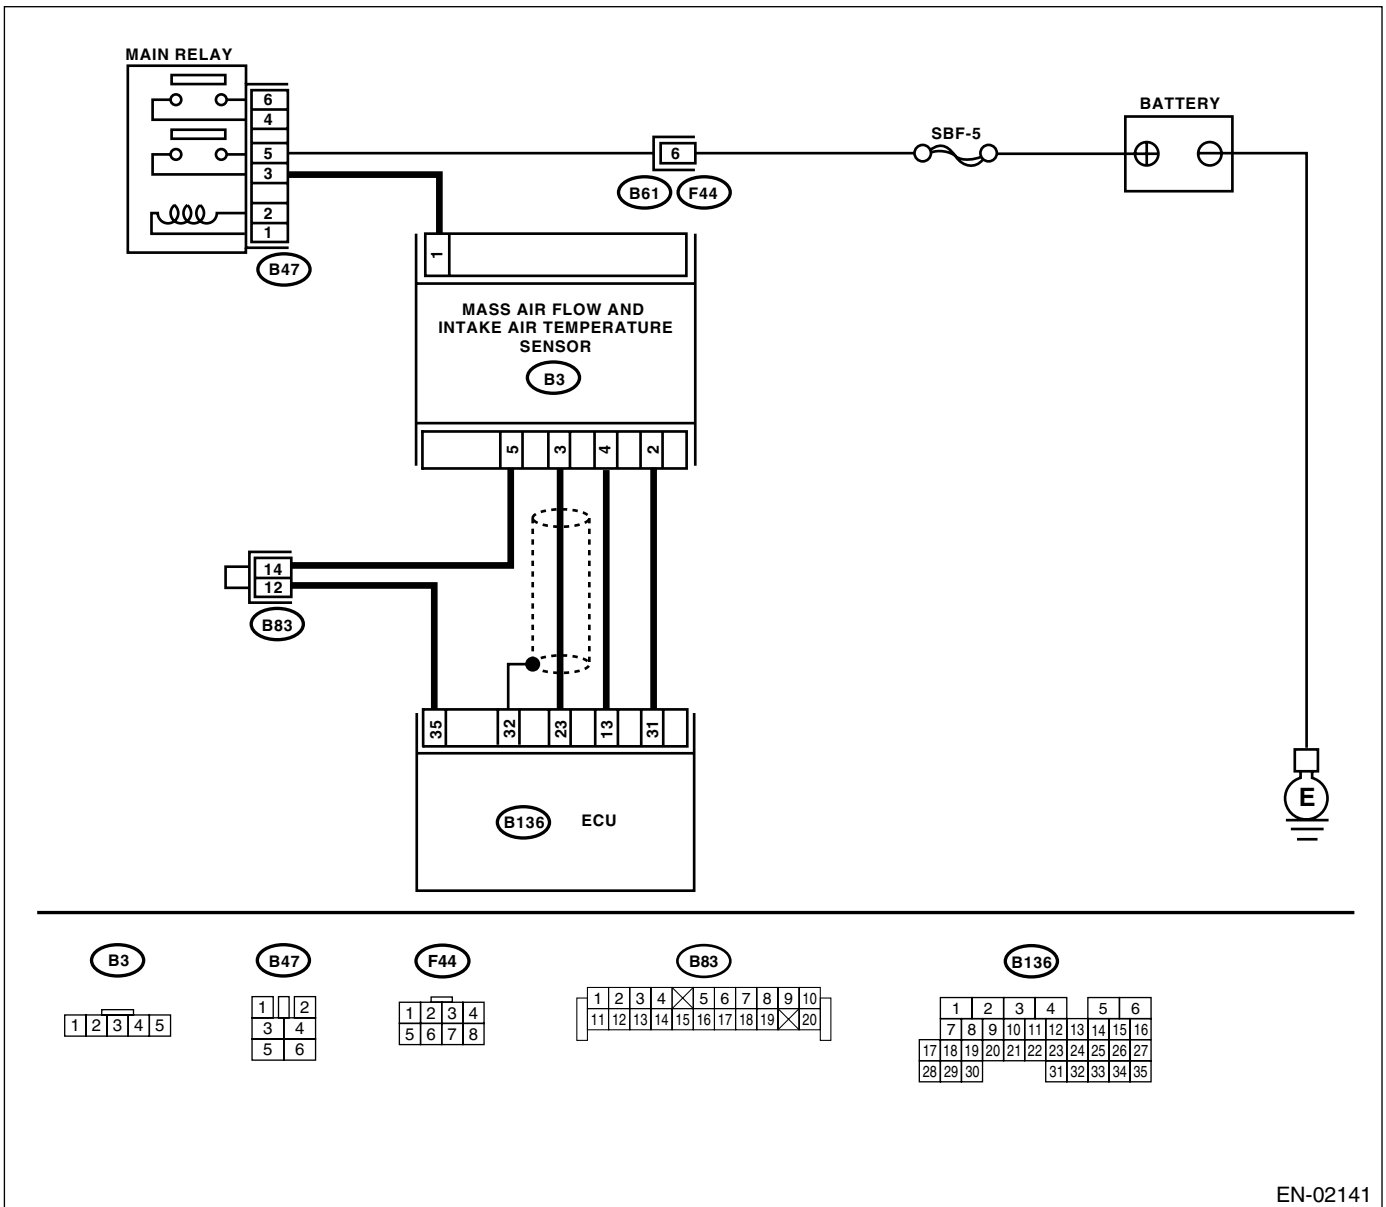 MAIN RELAY
6
4
5
3
2
1
B47
6
B61 F44
SBF-5
BATTERY
1
MASS AIR FLOW AND
INTAKE AIR TEMPERATURE
SENSOR
B3
5 3 4 2
14
12
B83
35 32 23 13 31
B136 ECU
E
B3
1 2 3 4 5
B47
1 2
3 4
5 6
F44
1 2 3 4
5 6 7 8
B83
1 2 3 4 5 6 7 8 9 10
11 12 13 14 15 16 17 18 19 20
B136
1 2 3 4 5 6
7 8 9 10 11 12 13 14 15 16
17 18 19 20 21 22 23 24 25 26 27
28 29 30 31 32 33 34 35
EN-02141